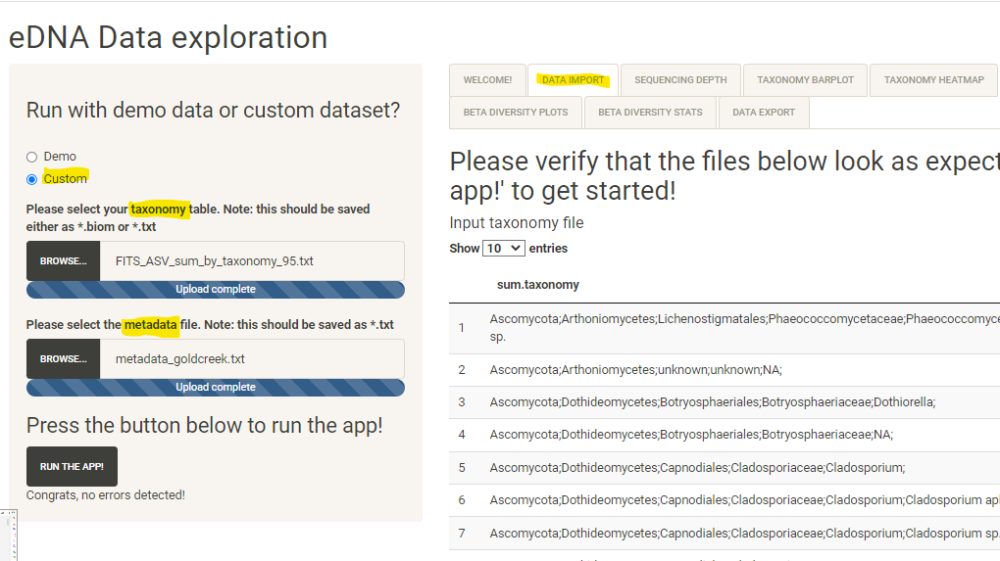 eDNA Data exploration
Run with demo data or custom dataset?
Demo
Custom
Please select your taxonomy table. Note: this should be saved
either as *.biom or *.txt
BROWSE... FITS_ASV_sum_by_taxonomy_95.txt
Upload complete
Please select the metadata file. Note: this should be saved as *.txt
BROWSE... metadata_goldcreek.txt
Upload complete
Press the button below to run the app!
RUN THE APP!
Congrats, no errors detected!
WELCOME! DATA IMPORT SEQUENCING DEPTH TAXONOMY BARPLOT TAXONOMY HEATMAP
BETA DIVERSITY PLOTS BETA DIVERSITY STATS DATA EXPORT
Please verify that the files below look as expect
app!' to get started!
Input taxonomy file
Show 10 entries
sum.taxonomy
1 Ascomycota;Arthoniomycetes;Lichenostigmatales;Phaeococcomycetaceae;Phaeococcomyce
sp.
2 Ascomycota;Arthoniomycetes;unknown;unknown;NA;
3 Ascomycota;Dothideomycetes;Botryosphaeriales;Botryosphaeriaceae;Dothiorella;
4 Ascomycota;Dothideomycetes;Botryosphaeriales;Botryosphaeriaceae;NA;
5 Ascomycota;Dothideomycetes;Capnodiales;Cladosporiaceae;Cladosporium;
6 Ascomycota;Dothideomycetes;Capnodiales;Cladosporiaceae;Cladosporium;Cladosporium apl
7 Ascomycota;Dothideomycetes;Capnodiales;Cladosporiaceae;Cladosporium;Cladosporium sp.